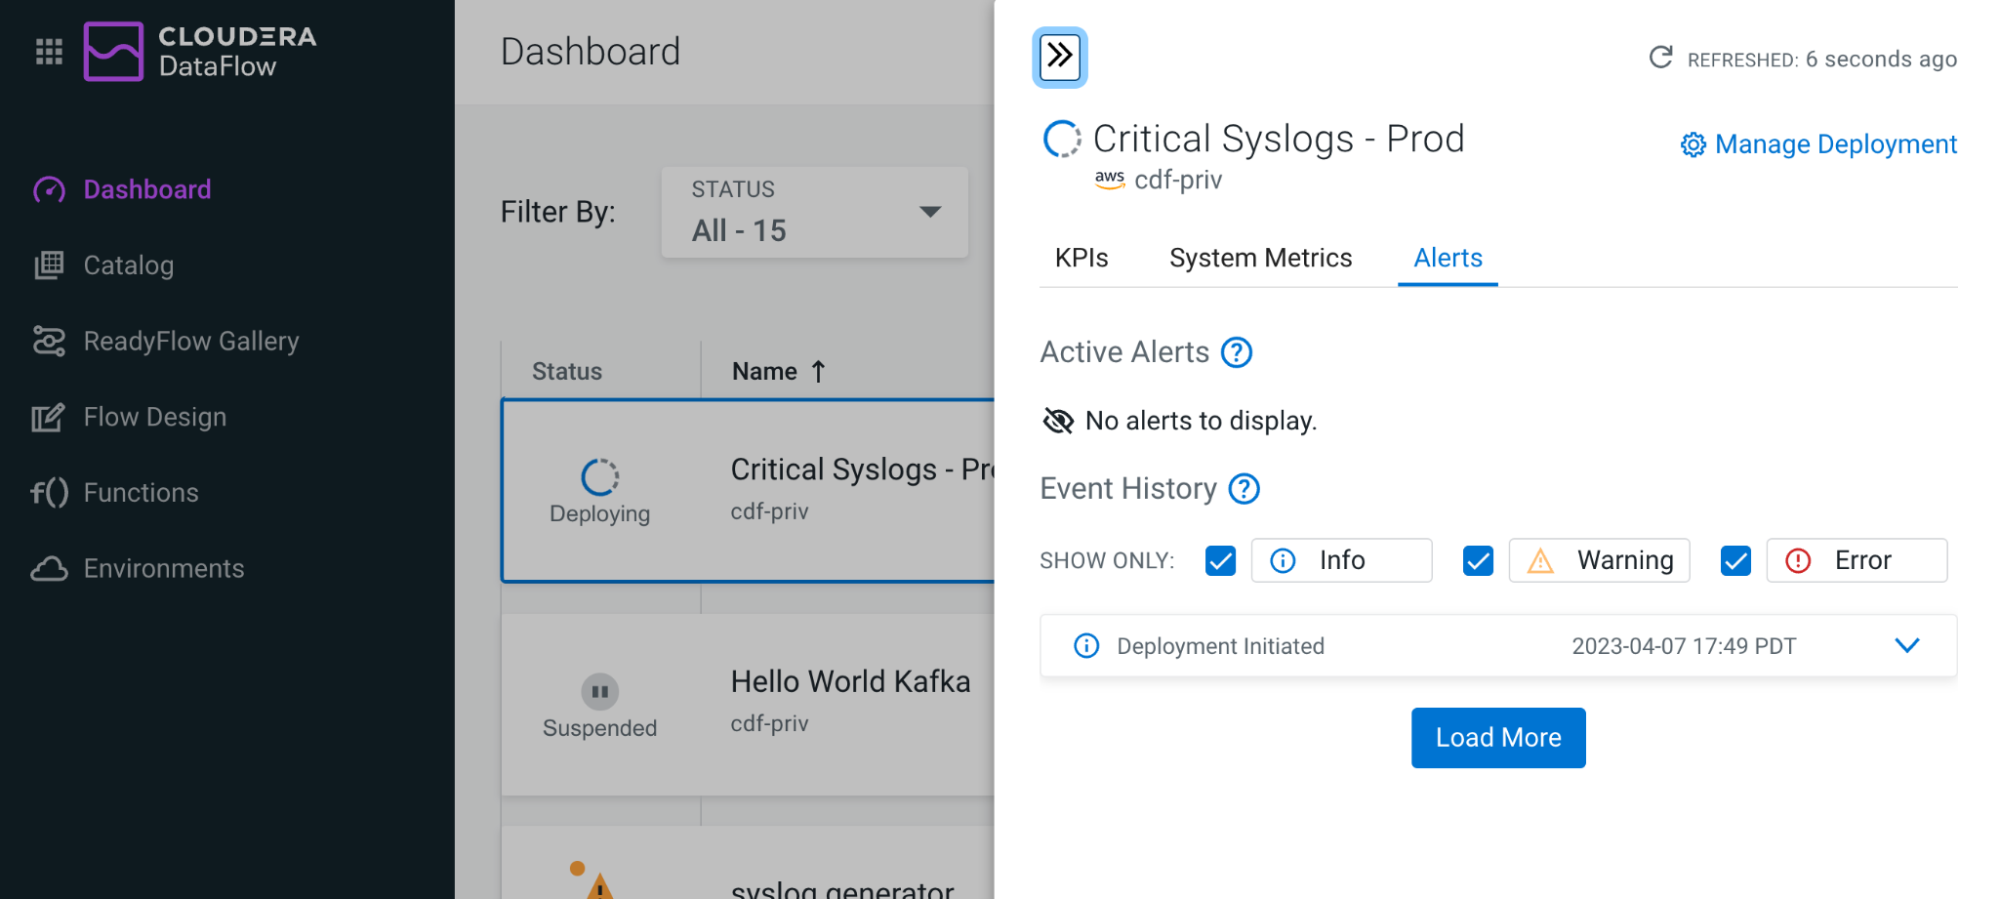 CLOUDERA
DataFlow
Dashboard
Catalog
ReadyFlow Gallery
Flow Design
f() Functions
Environments
Dashboard
Filter By:
STATUS
All - 15
Status
Name ↑
Critical Syslogs - Pro
cdf-priv
Deploying
Hello World Kafka
cdf-priv
Suspended
syslog generator
REFRESHED: 6 seconds ago
Critical Syslogs - Prod
aws cdf-priv
Manage Deployment
KPIs
System Metrics
Alerts
Active Alerts ?
No alerts to display.
Event History ?
SHOW ONLY:
Info
Warning
Error
Deployment Initiated
2023-04-07 17:49 PDT
Load More